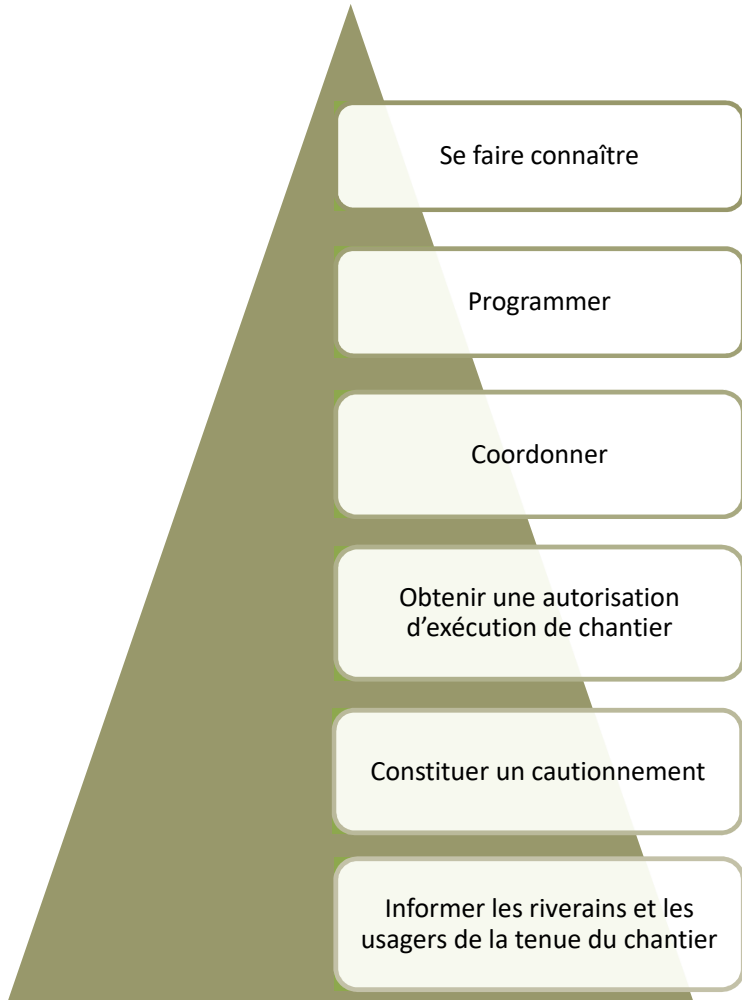 Se faire connaître
Programmer
Coordonner
Obtenir une autorisation
d’exécution de chantier
Constituer un cautionnement
Informer les riverains et les
usagers de la tenue du chantier